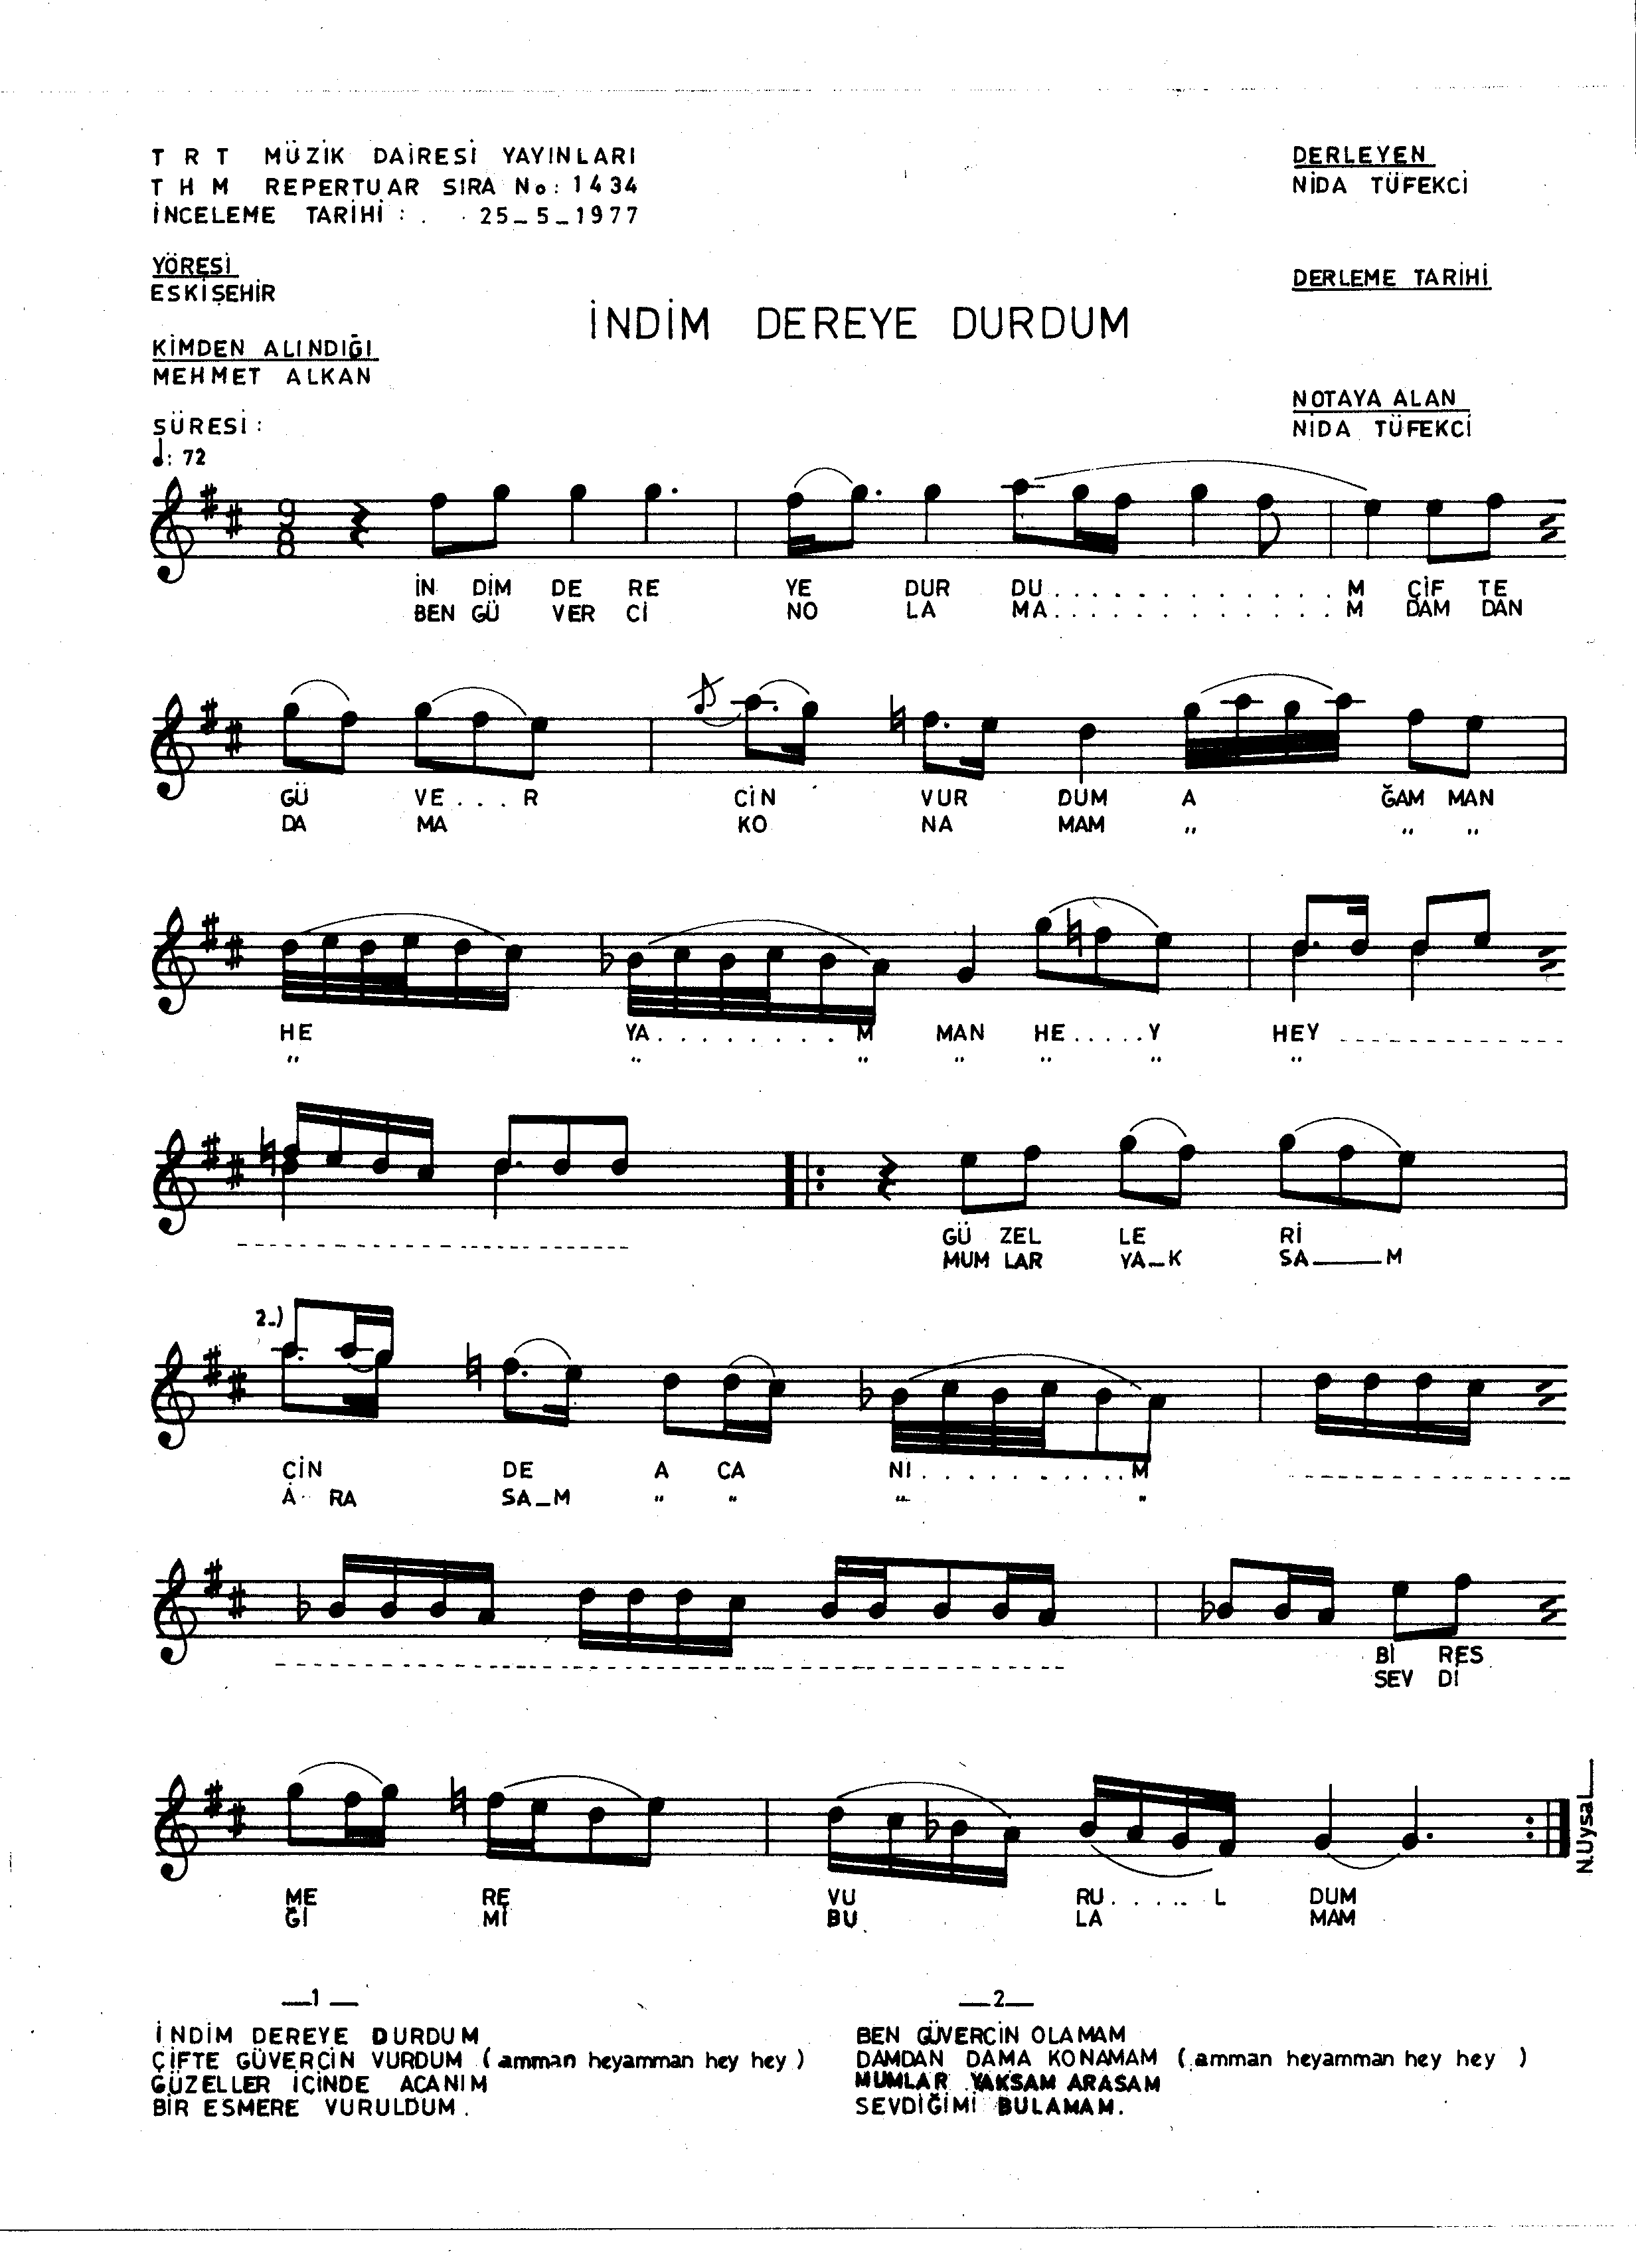 T R T MÜZİK DAİRESİ YAYINLARI
T H M REPERTUAR SIRA No: 1434
İNCELEME TARİHİ : 25_5_1977
DERLEYEN
NİDA TÜFEKCİ
YÖRESİ
ESKİŞEHİR
DERLEME TARİHİ
İNDİM DEREYE DURDUM
KİMDEN ALINDIĞI
MEHMET ALKAN
NOTAYA ALAN
NİDA TÜFEKCİ
SÜRESİ:
♩: 72
9
8
İN DİM DE RE YE DUR DU . . . . . . . . . . . . . M ÇİF TE
BEN GÜ VER Cİ NO LA MA . . . . . . . . . . . . . M DAM DAN
GÜ VE . . . R CİN VUR DUM A ĞAM MAN
DA MA KO NA MAM " " "
HE YA . . . . . . . . M MAN HE . . . . . Y HEY
" " " " " " "
GÜ ZEL LE Rİ
MUM LAR YA_K SA___M
2_)
ÇİN DE A CA NI . . . . . . . . . . M
A RA SA_M " " " "
Bİ RES
SEV Dİ
ME RE VU RU . . . . . L DUM
Ğİ Mİ BU LA MAM
N.Uysal
_1_
İNDİM DEREYE DURDUM
ÇİFTE GÜVERCİN VURDUM (amman heyamman hey hey)
GÜZELLER İÇİNDE ACANIM
BİR ESMERE VURULDUM.
_2_
BEN GÜVERCİN OLAMAM
DAMDAN DAMA KONAMAM (amman heyamman hey hey )
MUMLAR YAKSAM ARASAM
SEVDİĞİMİ BULAMAM.